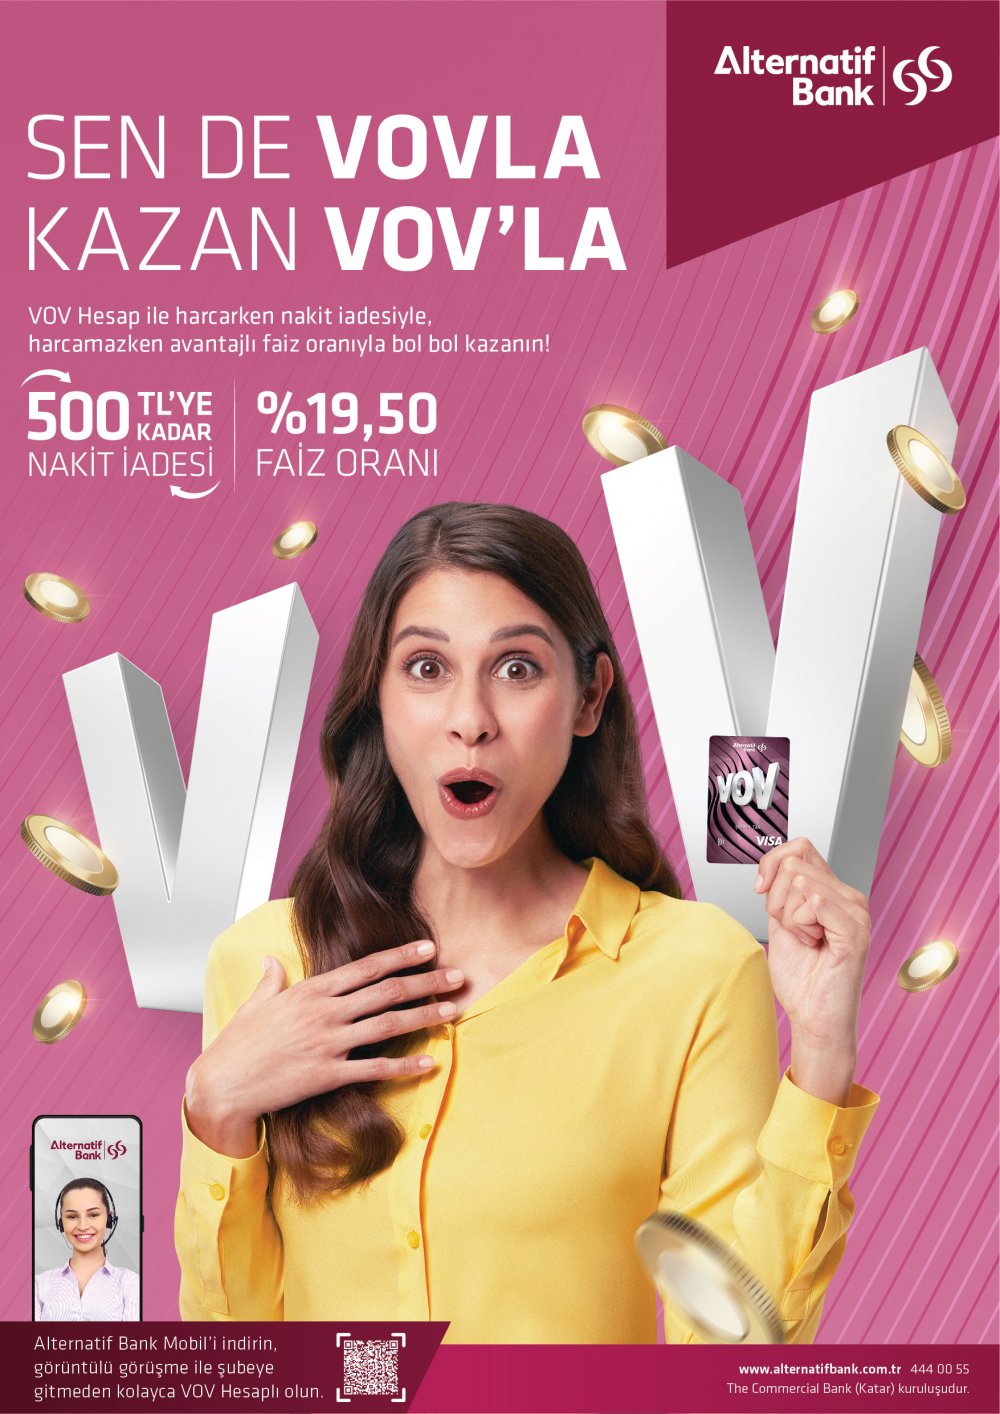 Alternatif
Bank
SEN DE VOVLA
KAZAN VOV'LA
VOV Hesap ile harcarken nakit iadesiyle,
harcamazken avantajlı faiz oranıyla bol bol kazanın!
500 TL'YE
KADAR
NAKİT İADESİ
%19,50
FAİZ ORANI
Alternatif
Bank
VOV
VISA
Alternatif
Bank
Alternatif Bank Mobil'i indirin,
görüntülü görüşme ile şubeye
gitmeden kolayca VOV Hesaplı olun.
www.alternatifbank.com.tr 444 00 55
The Commercial Bank (Katar) kuruluşudur.